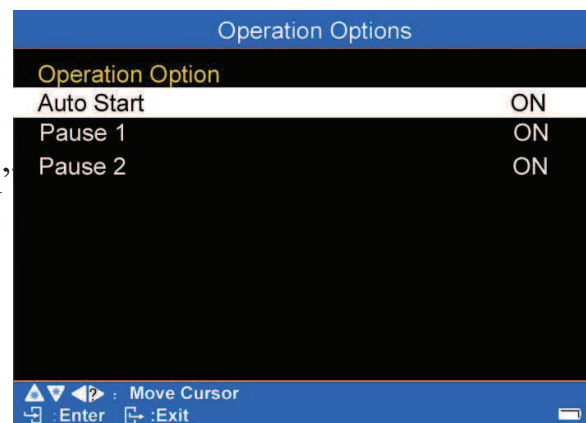 Operation Options
Operation Option
Auto Start ON
Pause 1 ON
Pause 2 ON
? : Move Cursor
:Enter :Exit